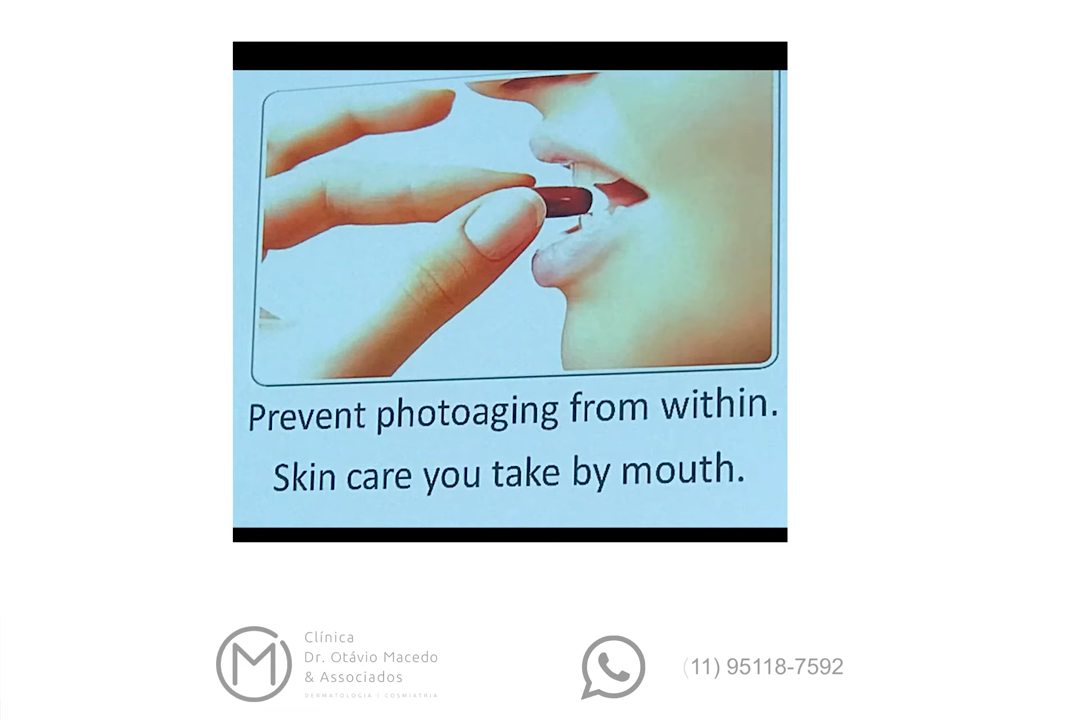 Prevent photoaging from within.
Skin care you take by mouth.
Clínica
Dr. Otávio Macedo
& Associados
DERMATOLOGIA | COSMIATRIA
(11) 95118-7592